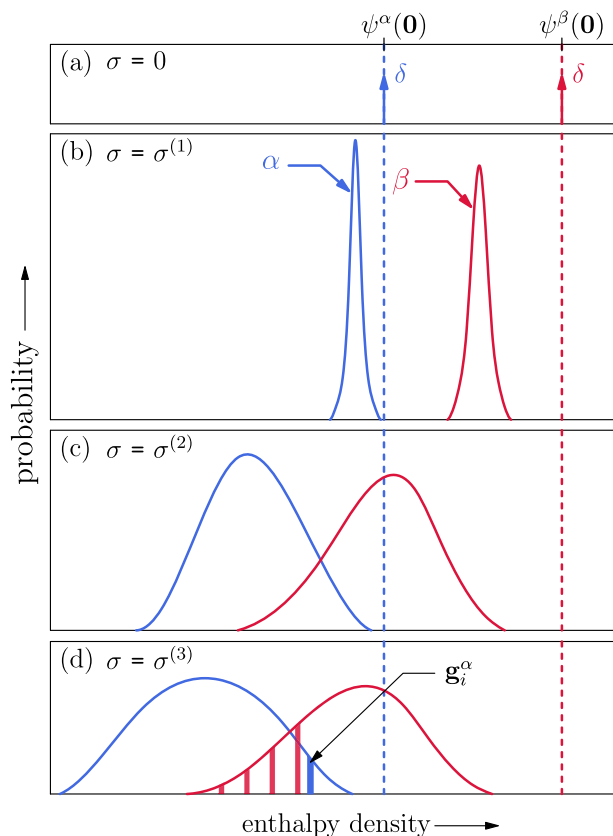 ψ^α(𝟎) ψ^β(𝟎)
(a) σ = 0
δ δ
(b) σ = σ^(1)
α
β
probability
(c) σ = σ^(2)
(d) σ = σ^(3)
𝐠_i^α
enthalpy density